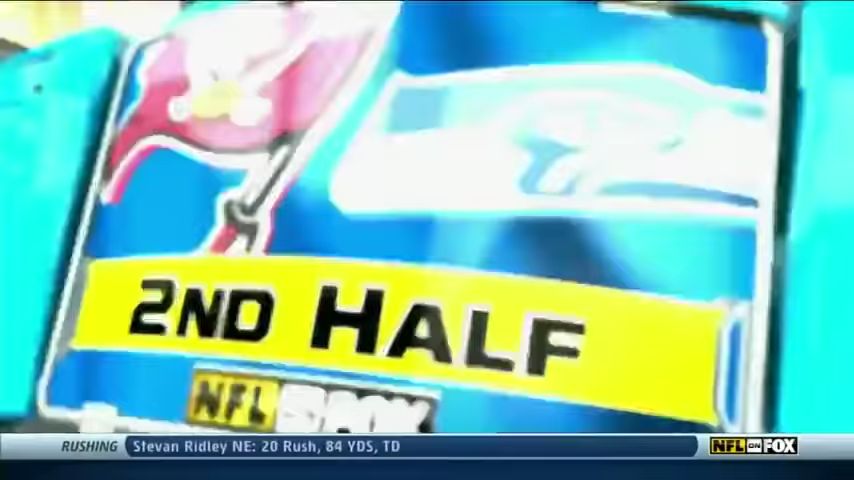 2ND HALF
NFL
RUSHING Stevan Ridley NE: 20 Rush, 84 YDS, TD NFL ON FOX